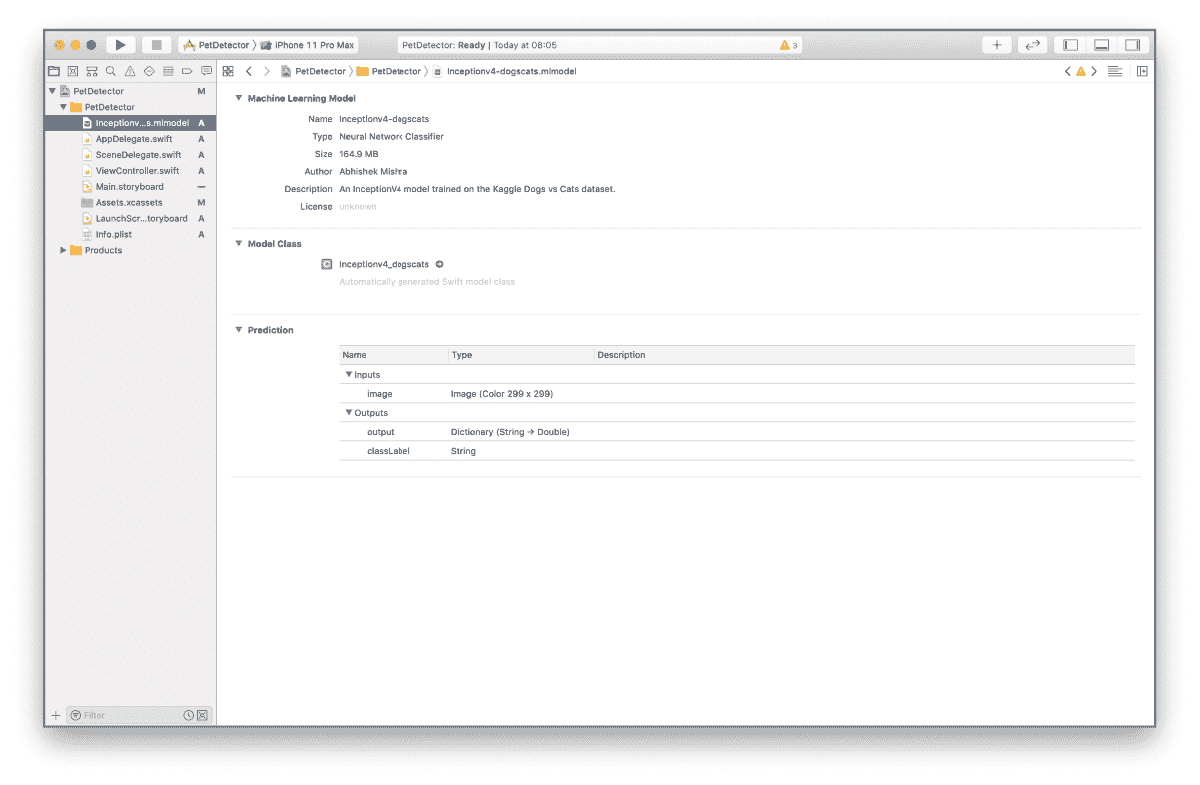 PetDetector iPhone 11 Pro Max PetDetector: Ready | Today at 08:05 3
PetDetector PetDetector Inceptionv4-dogscats.mlmodel
PetDetector M
PetDetector
Inceptionv...s.mlmodel A
AppDelegate.swift A
SceneDelegate.swift A
ViewController.swift A
Main.storyboard —
Assets.xcassets M
LaunchScr...toryboard A
Info.plist A
Products
Filter
Machine Learning Model
Name Inceptionv4-dogscats
Type Neural Network Classifier
Size 164.9 MB
Author Abhishek Mishra
Description An InceptionV4 model trained on the Kaggle Dogs vs Cats dataset.
License unknown
Model Class
Inceptionv4_dogscats
Automatically generated Swift model class
Prediction
Name Type Description
Inputs
image Image (Color 299 x 299)
Outputs
output Dictionary (String → Double)
classLabel String